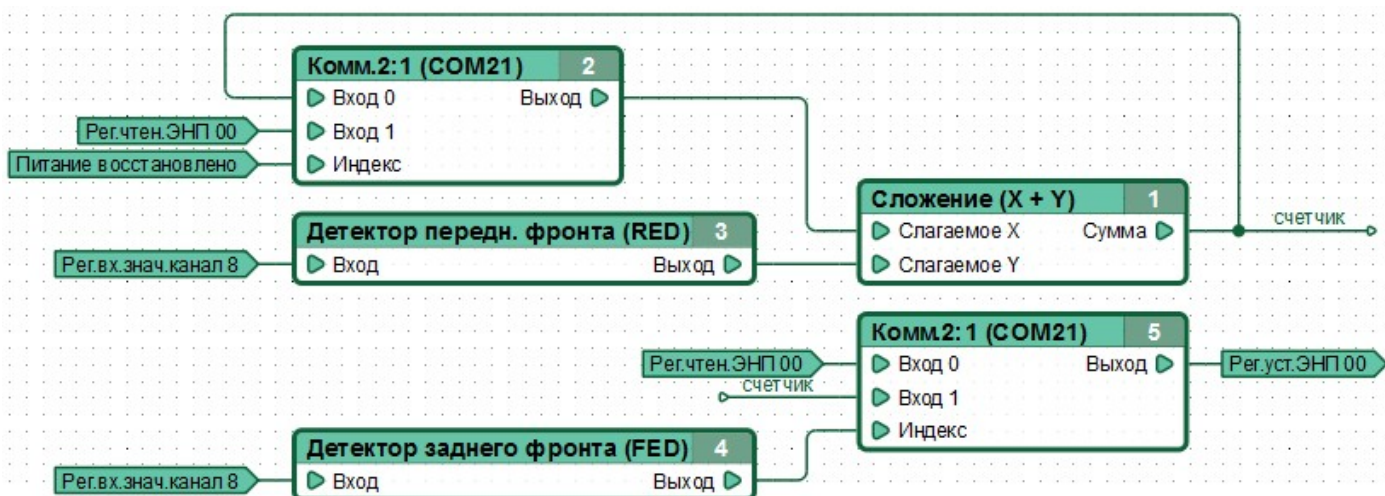 Комм.2:1 (COM21) 2
Вход 0 Выход
Рег.чтен.ЭНП 00 Вход 1
Питание восстановлено Индекс
Сложение (X + Y) 1
Слагаемое X Сумма
счетчик
Слагаемое Y
Детектор передн. фронта (RED) 3
Рег.вх.знач.канал 8 Вход Выход
Комм.2:1 (COM21) 5
Рег.чтен.ЭНП 00 Вход 0 Выход Рег.уст.ЭНП 00
счетчик Вход 1
Индекс
Детектор заднего фронта (FED) 4
Рег.вх.знач.канал 8 Вход Выход